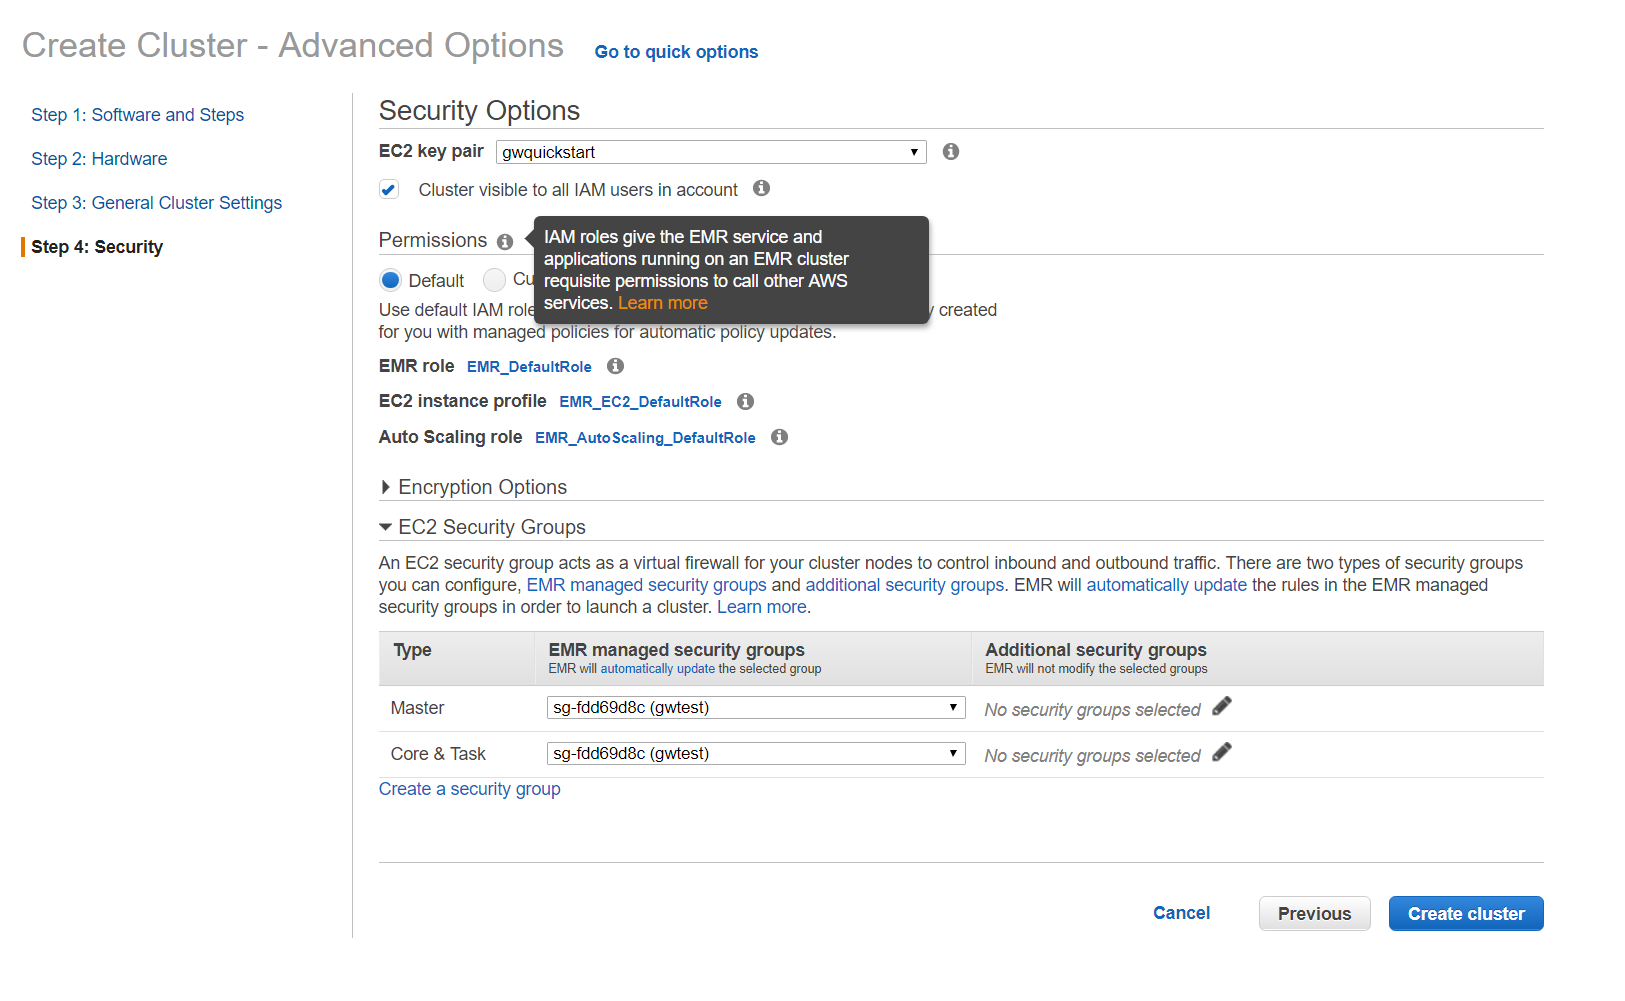 Create Cluster - Advanced Options Go to quick options
Step 1: Software and Steps
Step 2: Hardware
Step 3: General Cluster Settings
Step 4: Security
Security Options
EC2 key pair gwquickstart
Cluster visible to all IAM users in account
Permissions
IAM roles give the EMR service and
applications running on an EMR cluster
requisite permissions to call other AWS
services. Learn more
Default
Use default IAM created
for you with managed policies for automatic policy updates.
EMR role EMR_DefaultRole
EC2 instance profile EMR_EC2_DefaultRole
Auto Scaling role EMR_AutoScaling_DefaultRole
Encryption Options
EC2 Security Groups
An EC2 security group acts as a virtual firewall for your cluster nodes to control inbound and outbound traffic. There are two types of security groups
you can configure, EMR managed security groups and additional security groups. EMR will automatically update the rules in the EMR managed
security groups in order to launch a cluster. Learn more.
Type EMR managed security groups Additional security groups
EMR will automatically update the selected group EMR will not modify the selected groups
Master sg-fdd69d8c (gwtest) No security groups selected
Core & Task sg-fdd69d8c (gwtest) No security groups selected
Create a security group
Cancel Previous Create cluster